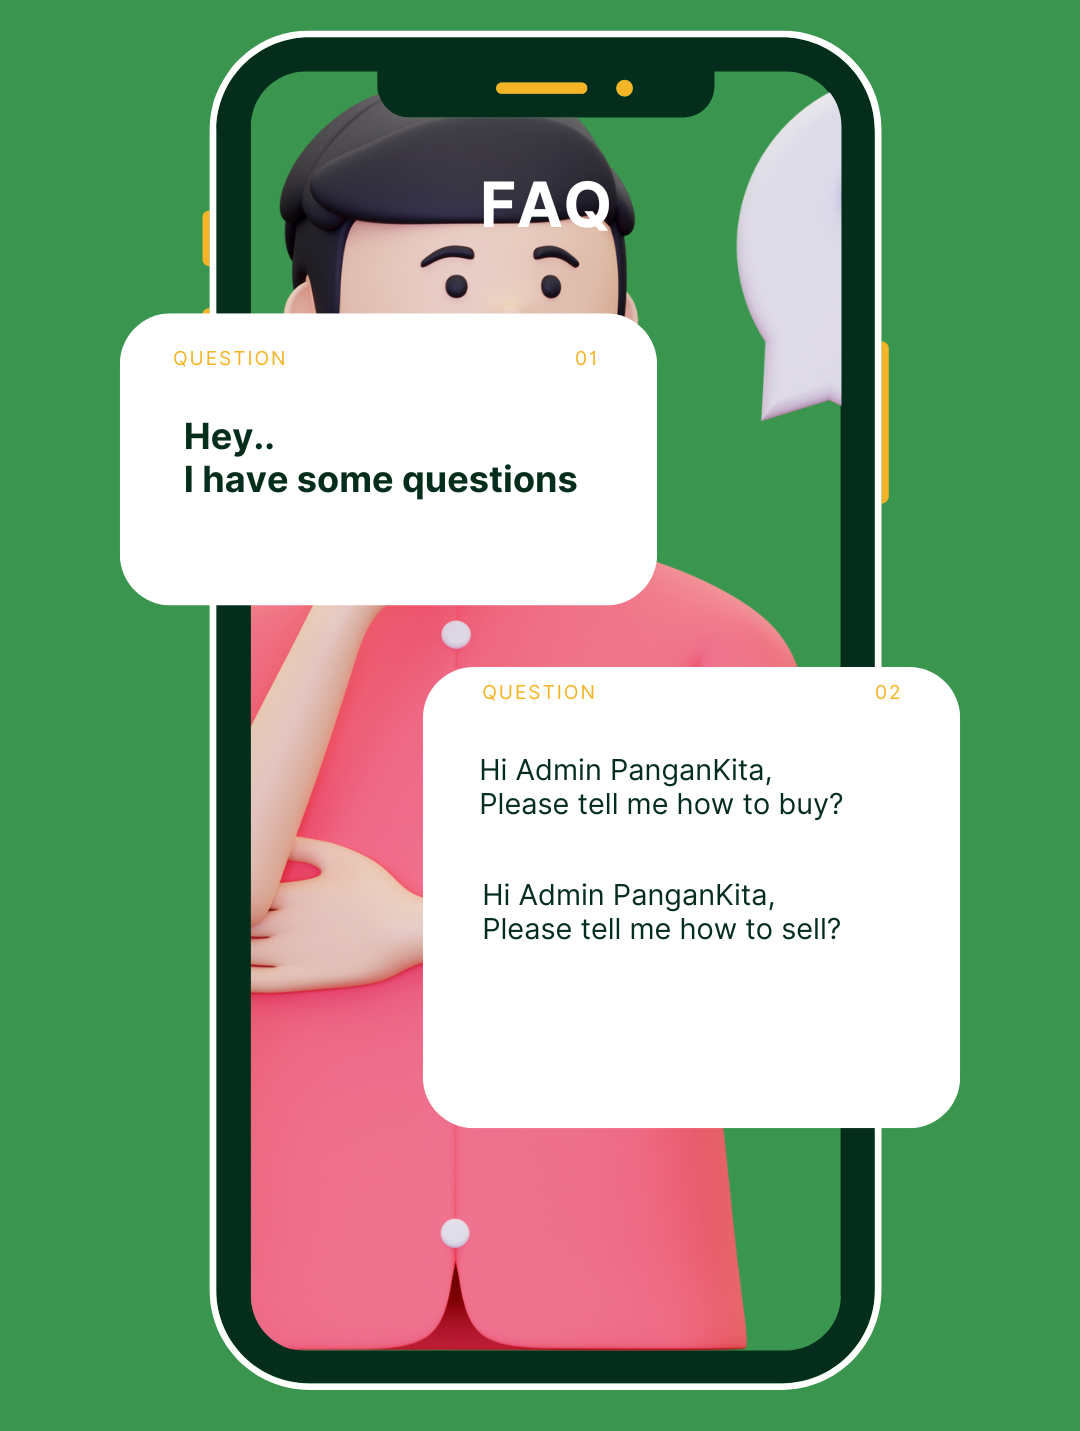 FAQ
QUESTION 01
Hey..
I have some questions
QUESTION 02
Hi Admin PanganKita,
Please tell me how to buy?
Hi Admin PanganKita,
Please tell me how to sell?